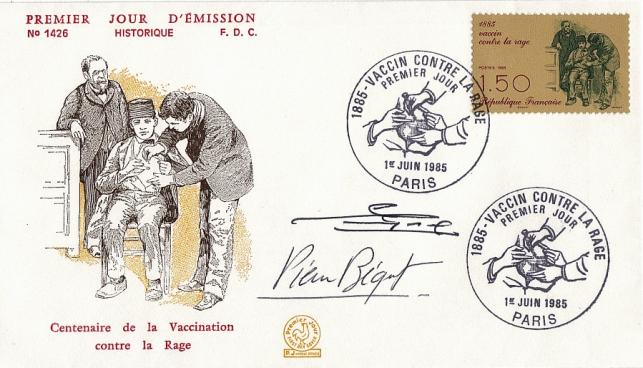 PREMIER JOUR D'ÉMISSION
No 1426 HISTORIQUE F. D. C.
1885
vaccin
contre la rage
POSTES 1985
1.50
République Française
1885-VACCIN CONTRE LA RAGE
PREMIER JOUR
1ER JUIN 1985
PARIS
1885-VACCIN CONTRE LA RAGE
PREMIER JOUR
1ER JUIN 1985
PARIS
Centenaire de la Vaccination
contre la Rage
Premier Jour